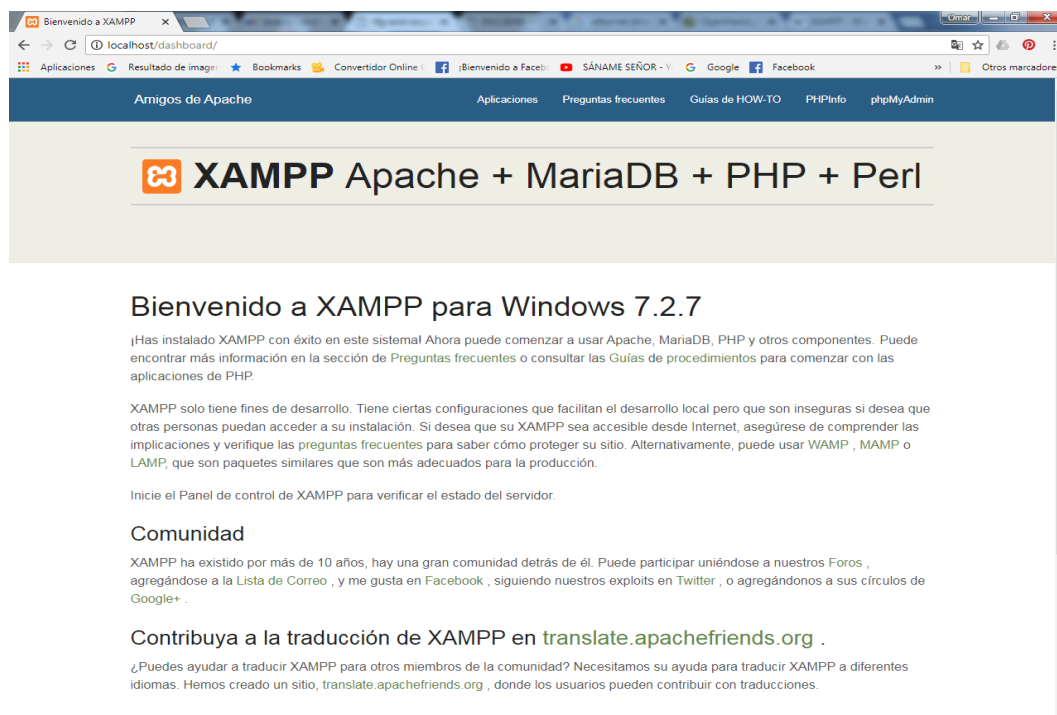 Bienvenido a XAMPP
Omar
localhost/dashboard/
Aplicaciones
Resultado de image
Bookmarks
Convertidor Online
¡Bienvenido a Faceb
SÁNAME SEÑOR - Y
Google
Facebook
»
Otros marcadore
Amigos de Apache
Aplicaciones
Preguntas frecuentes
Guías de HOW-TO
PHPInfo
phpMyAdmin
XAMPP Apache + MariaDB + PHP + Perl
Bienvenido a XAMPP para Windows 7.2.7
¡Has instalado XAMPP con éxito en este sistema! Ahora puede comenzar a usar Apache, MariaDB, PHP y otros componentes. Puede
encontrar más información en la sección de Preguntas frecuentes o consultar las Guías de procedimientos para comenzar con las
aplicaciones de PHP.
XAMPP solo tiene fines de desarrollo. Tiene ciertas configuraciones que facilitan el desarrollo local pero que son inseguras si desea que
otras personas puedan acceder a su instalación. Si desea que su XAMPP sea accesible desde Internet, asegúrese de comprender las
implicaciones y verifique las preguntas frecuentes para saber cómo proteger su sitio. Alternativamente, puede usar WAMP , MAMP o
LAMP, que son paquetes similares que son más adecuados para la producción.
Inicie el Panel de control de XAMPP para verificar el estado del servidor.
Comunidad
XAMPP ha existido por más de 10 años, hay una gran comunidad detrás de él. Puede participar uniéndose a nuestros Foros ,
agregándose a la Lista de Correo , y me gusta en Facebook , siguiendo nuestros exploits en Twitter , o agregándonos a sus círculos de
Google+ .
Contribuya a la traducción de XAMPP en translate.apachefriends.org .
¿Puedes ayudar a traducir XAMPP para otros miembros de la comunidad? Necesitamos su ayuda para traducir XAMPP a diferentes
idiomas. Hemos creado un sitio, translate.apachefriends.org , donde los usuarios pueden contribuir con traducciones.